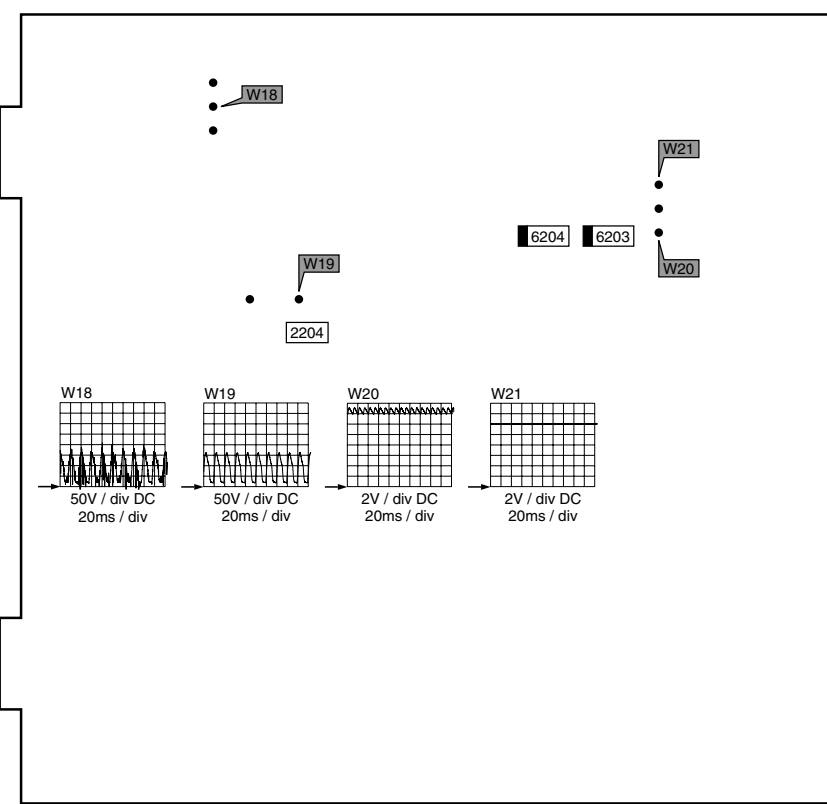 W18
W21
6204
6203
W19
W20
2204
W18
W19
W20
W21
50V / div DC
20ms / div
50V / div DC
20ms / div
2V / div DC
20ms / div
2V / div DC
20ms / div